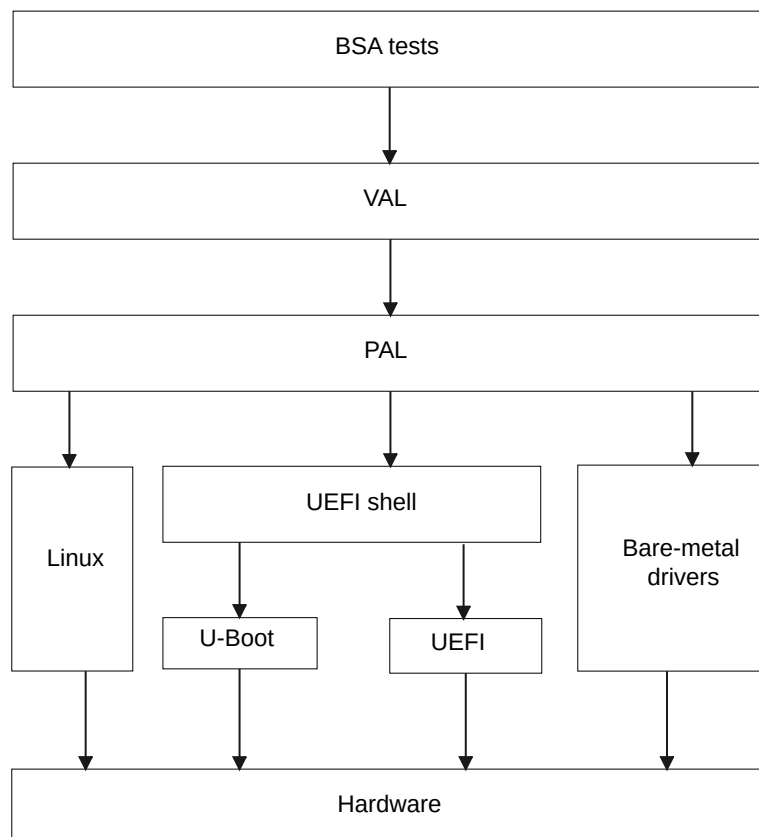 BSA tests
VAL
PAL
UEFI shell
Linux
Bare-metal
drivers
U-Boot
UEFI
Hardware